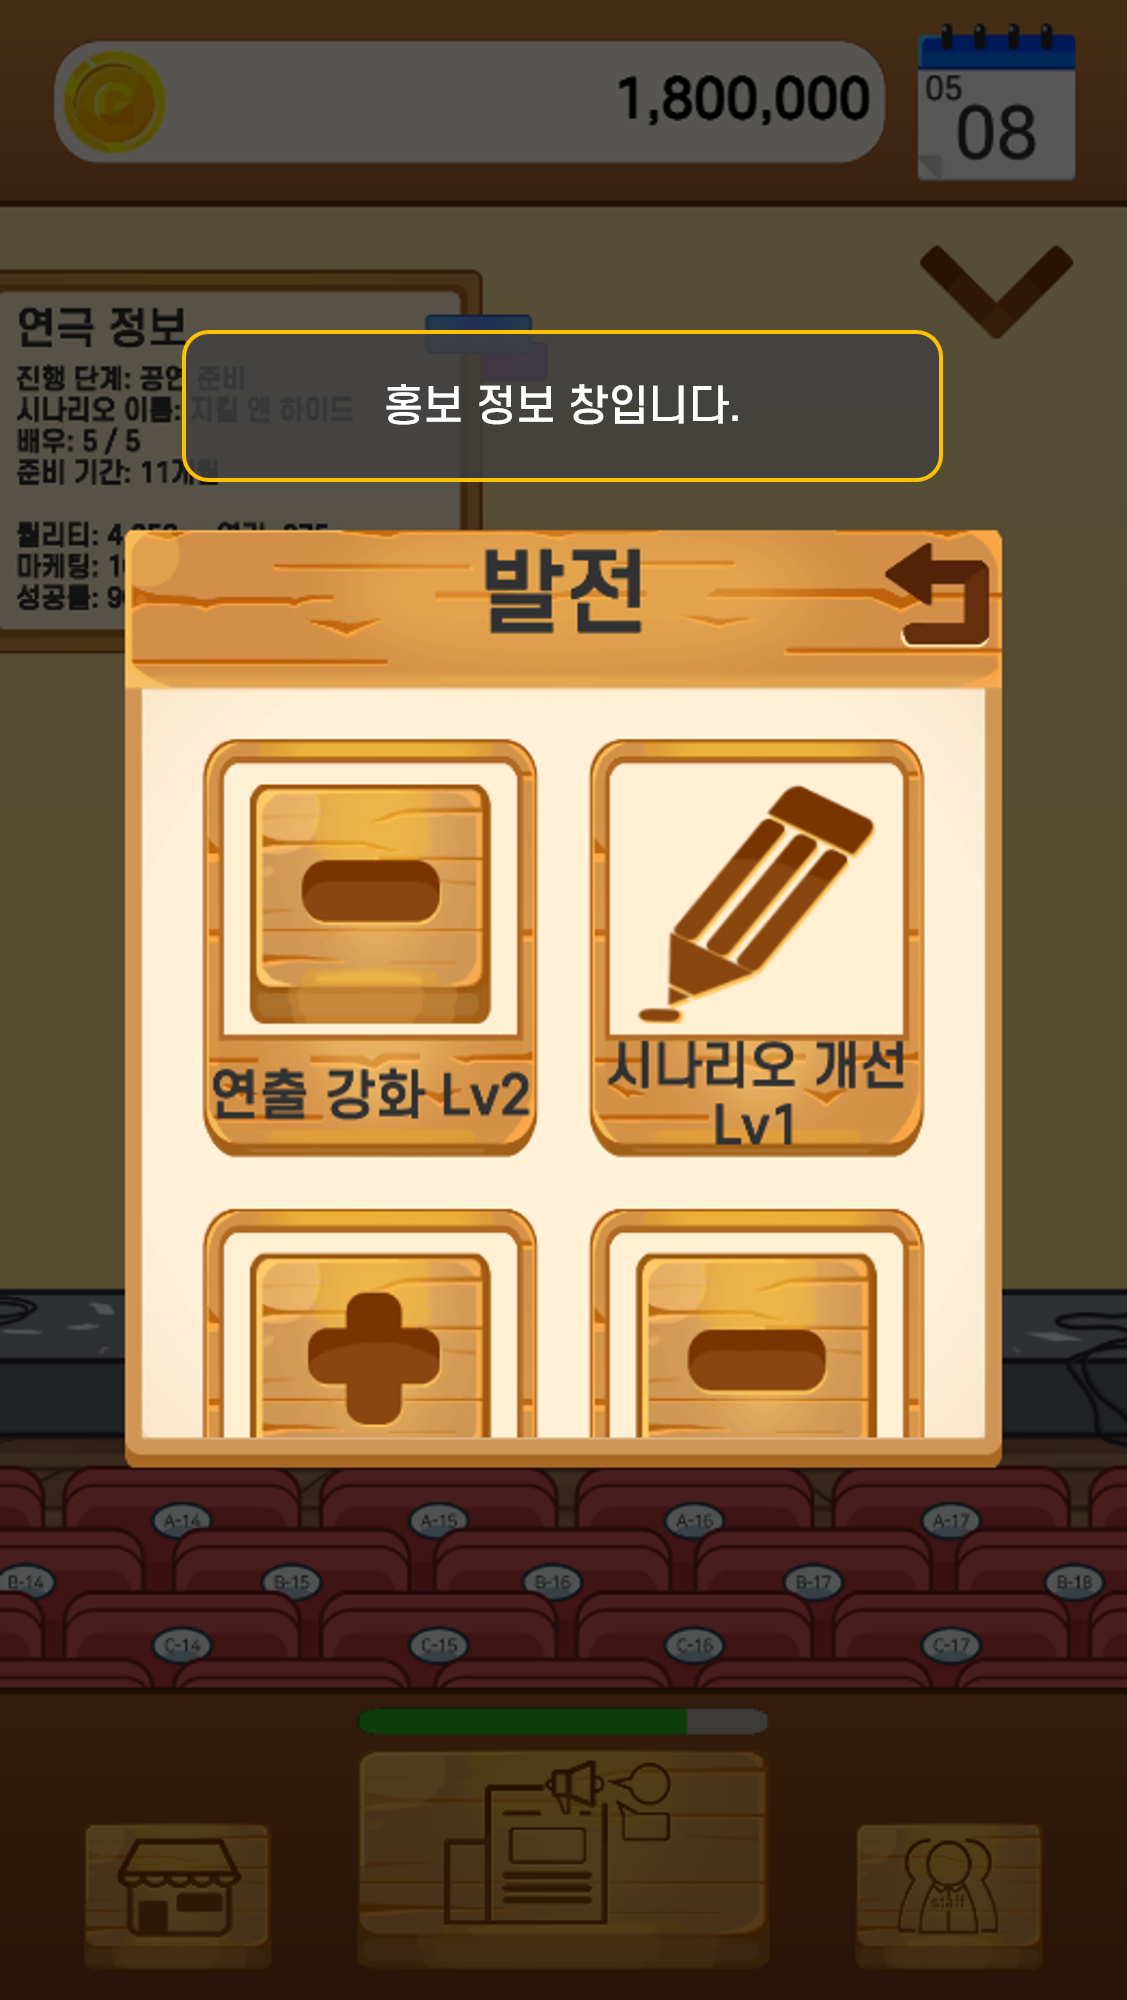 1,800,000
05
08
연극 정보
진행 단계: 공연 준비
시나리오 이름: 지킬 앤 하이드
배우: 5 / 5
준비 기간: 11개월
퀄리티: 4
마케팅: 1
성공률: 9
홍보 정보 창입니다.
발전
연출 강화 Lv2
시나리오 개선
Lv1
A-14
A-15
A-16
A-17
B-14
B-15
B-16
B-17
B-18
C-14
C-15
C-16
C-17
staff